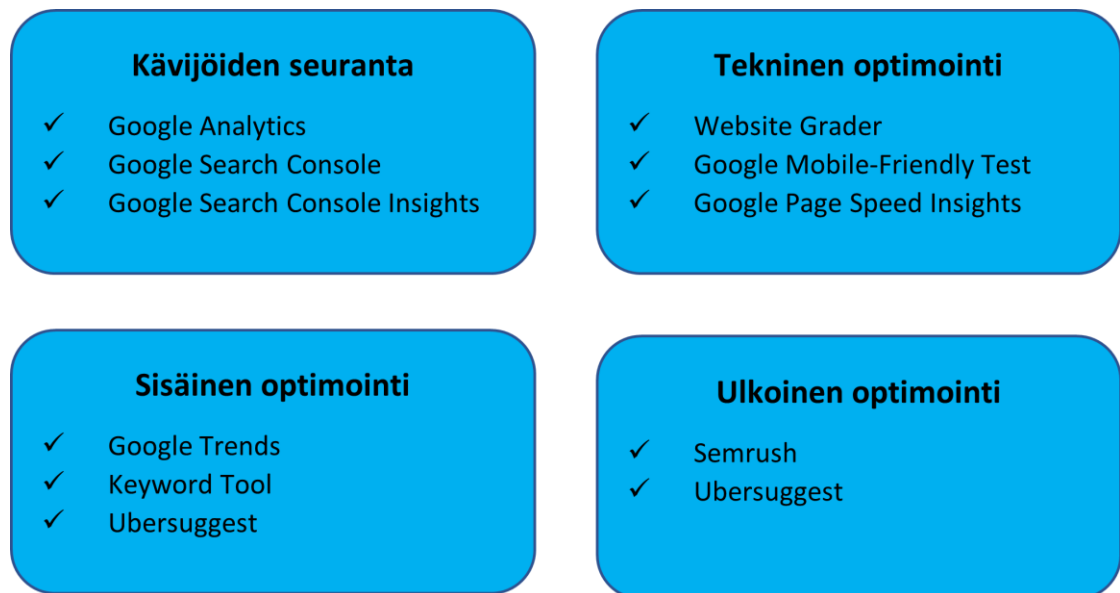 Kävijöiden seuranta
✓ Google Analytics
✓ Google Search Console
✓ Google Search Console Insights
Tekninen optimointi
✓ Website Grader
✓ Google Mobile-Friendly Test
✓ Google Page Speed Insights
Sisäinen optimointi
✓ Google Trends
✓ Keyword Tool
✓ Ubersuggest
Ulkoinen optimointi
✓ Semrush
✓ Ubersuggest